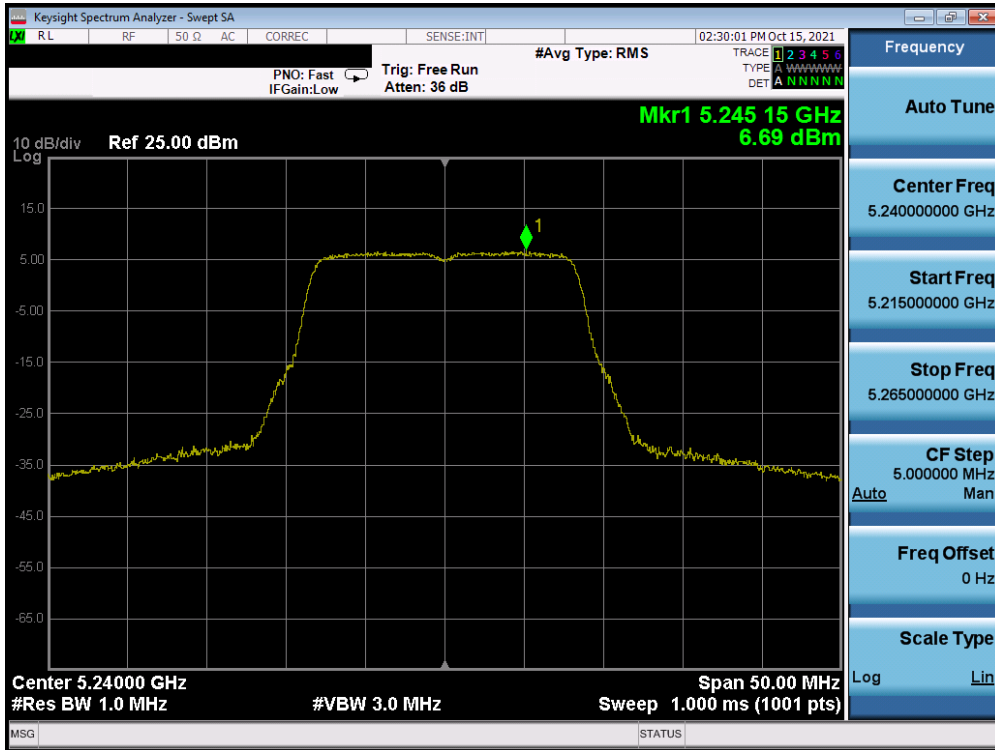 Keysight Spectrum Analyzer - Swept SA
LXI RL RF 50 Ω AC CORREC SENSE:INT 02:30:01 PM Oct 15, 2021
#Avg Type: RMS
TRACE 1 2 3 4 5 6
TYPE A WWWWW
DET A N N N N N
PNO: Fast Trig: Free Run
IFGain:Low Atten: 36 dB
Mkr1 5.245 15 GHz
6.69 dBm
10 dB/div Ref 25.00 dBm
Log
15.0
1
5.00
-5.00
-15.0
-25.0
-35.0
-45.0
-55.0
-65.0
Center 5.24000 GHz Span 50.00 MHz
#Res BW 1.0 MHz #VBW 3.0 MHz Sweep 1.000 ms (1001 pts)
MSG STATUS
Frequency
Auto Tune
Center Freq
5.240000000 GHz
Start Freq
5.215000000 GHz
Stop Freq
5.265000000 GHz
CF Step
5.000000 MHz
Auto Man
Freq Offset
0 Hz
Scale Type
Log Lin